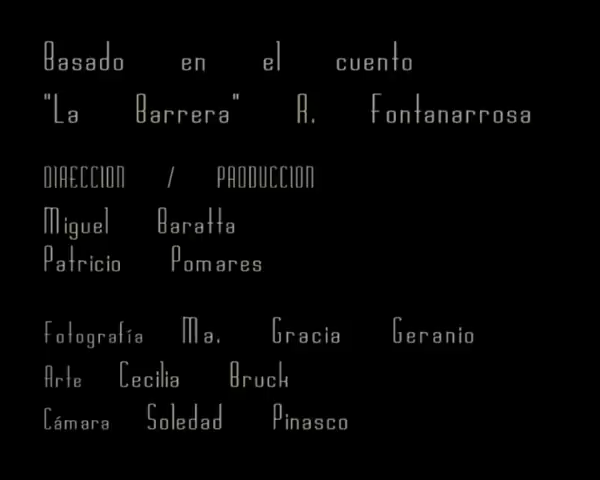 Basado en el cuento
"La Barrera" R. Fontanarrosa
DIRECCION / PRODUCCION
Miguel Baratta
Patricio Pomares
Fotografía Ma. Gracia Geranio
Arte Cecilia Bruck
Cámara Soledad Pinasco